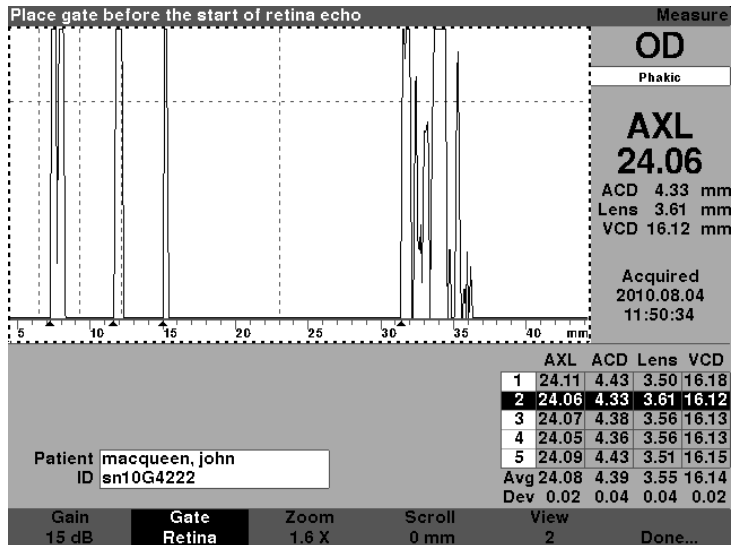 Place gate before the start of retina echo Measure
OD
Phakic
AXL
24.06
ACD 4.33 mm
Lens 3.61 mm
VCD 16.12 mm
Acquired
2010.08.04
11:50:34
5 10 15 20 25 30 35 40 mm
AXL ACD Lens VCD
1 24.11 4.43 3.50 16.18
2 24.06 4.33 3.61 16.12
3 24.07 4.38 3.56 16.13
4 24.05 4.36 3.56 16.13
5 24.09 4.43 3.51 16.15
Avg 24.08 4.39 3.55 16.14
Dev 0.02 0.04 0.04 0.02
Patient macqueen, john
ID sn10G4222
Gain Gate Zoom Scroll View
15 dB Retina 1.6 X 0 mm 2 Done...